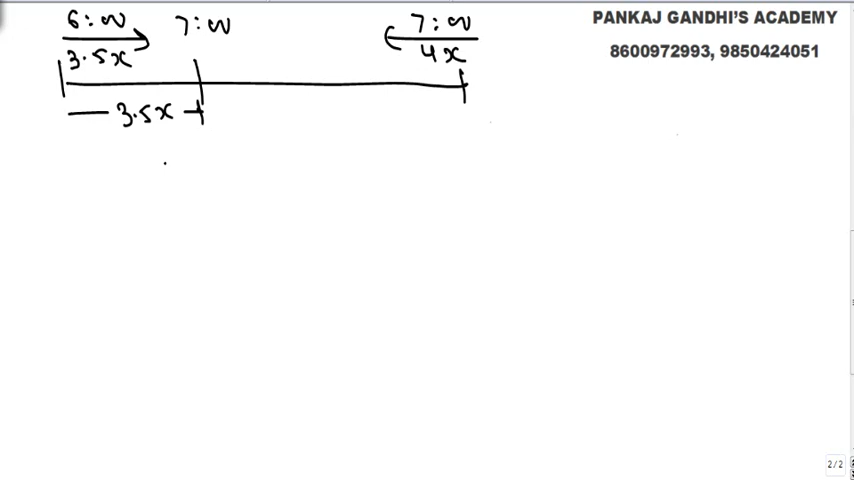 6:00 7:00 7:00
3.5x 4x
3.5x
PANKAJ GANDHI'S ACADEMY
8600972993, 9850424051
2/2